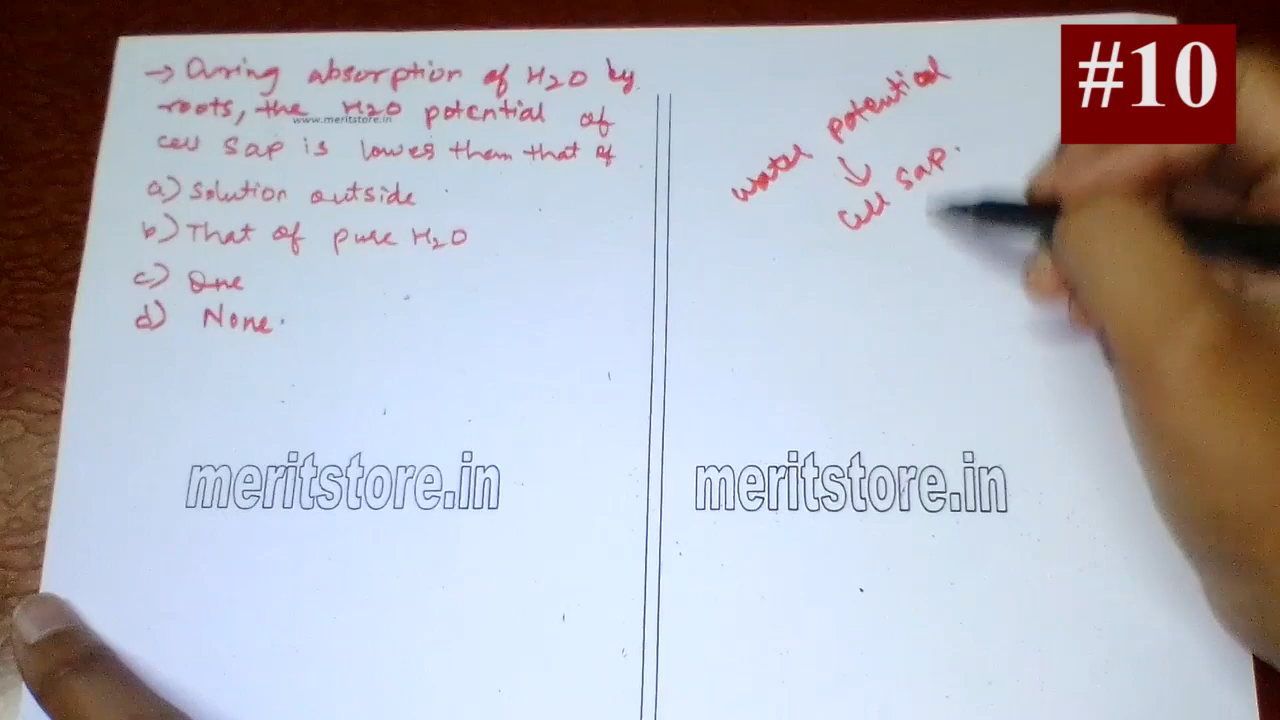 → During absorption of H2O by
roots, the H2O potential of
www.meritstore.in
cell sap is lower them that of
a) Solution outside
b) That of pure H2O
c) One
d) None.
water potential
↓
Cell sap.
#10
meritstore.in
meritstore.in